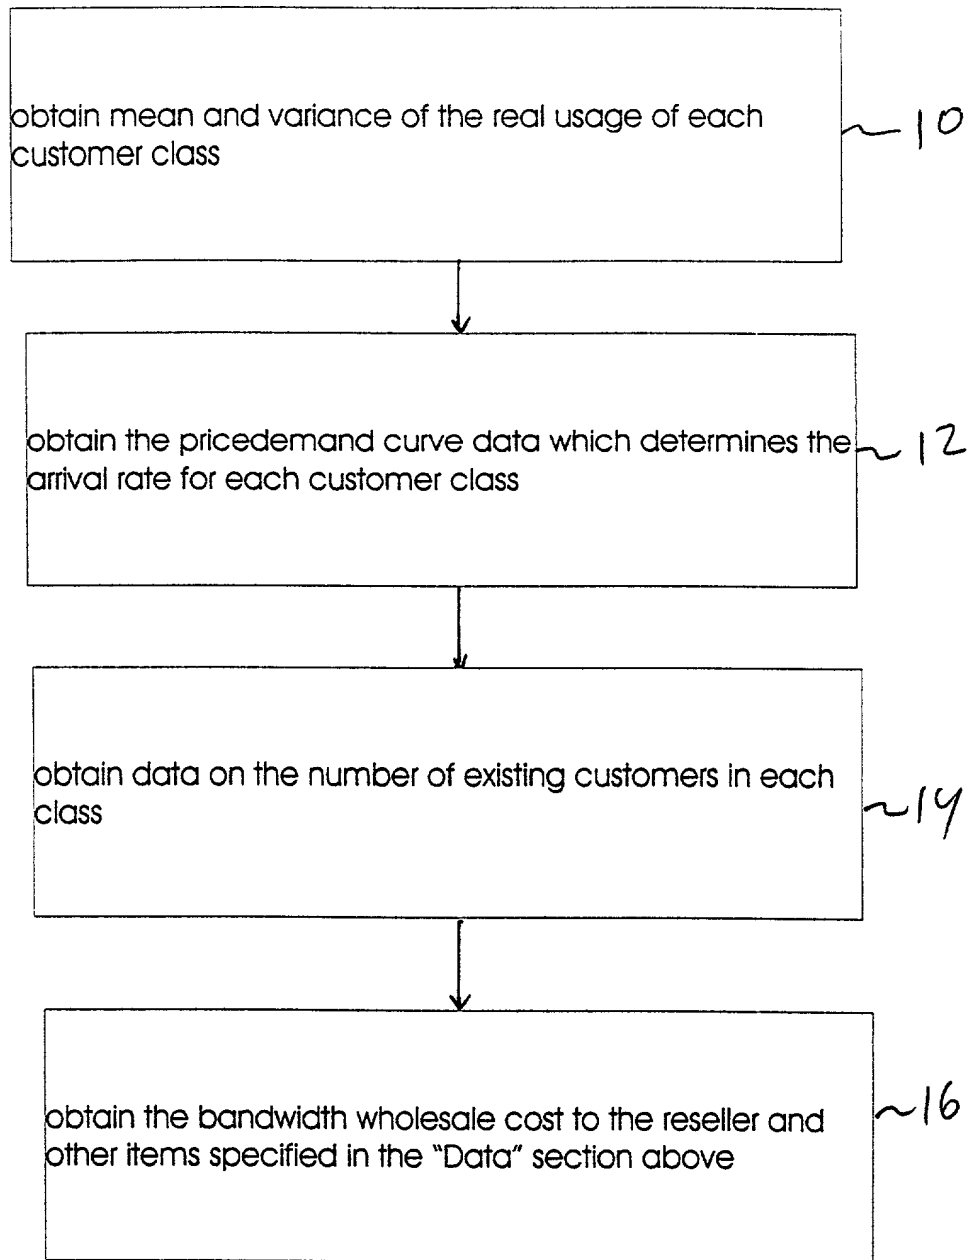 obtain mean and variance of the real usage of each
customer class
10
obtain the pricedemand curve data which determines the
arrival rate for each customer class
12
obtain data on the number of existing customers in each
class
14
obtain the bandwidth wholesale cost to the reseller and
other items specified in the "Data" section above
16